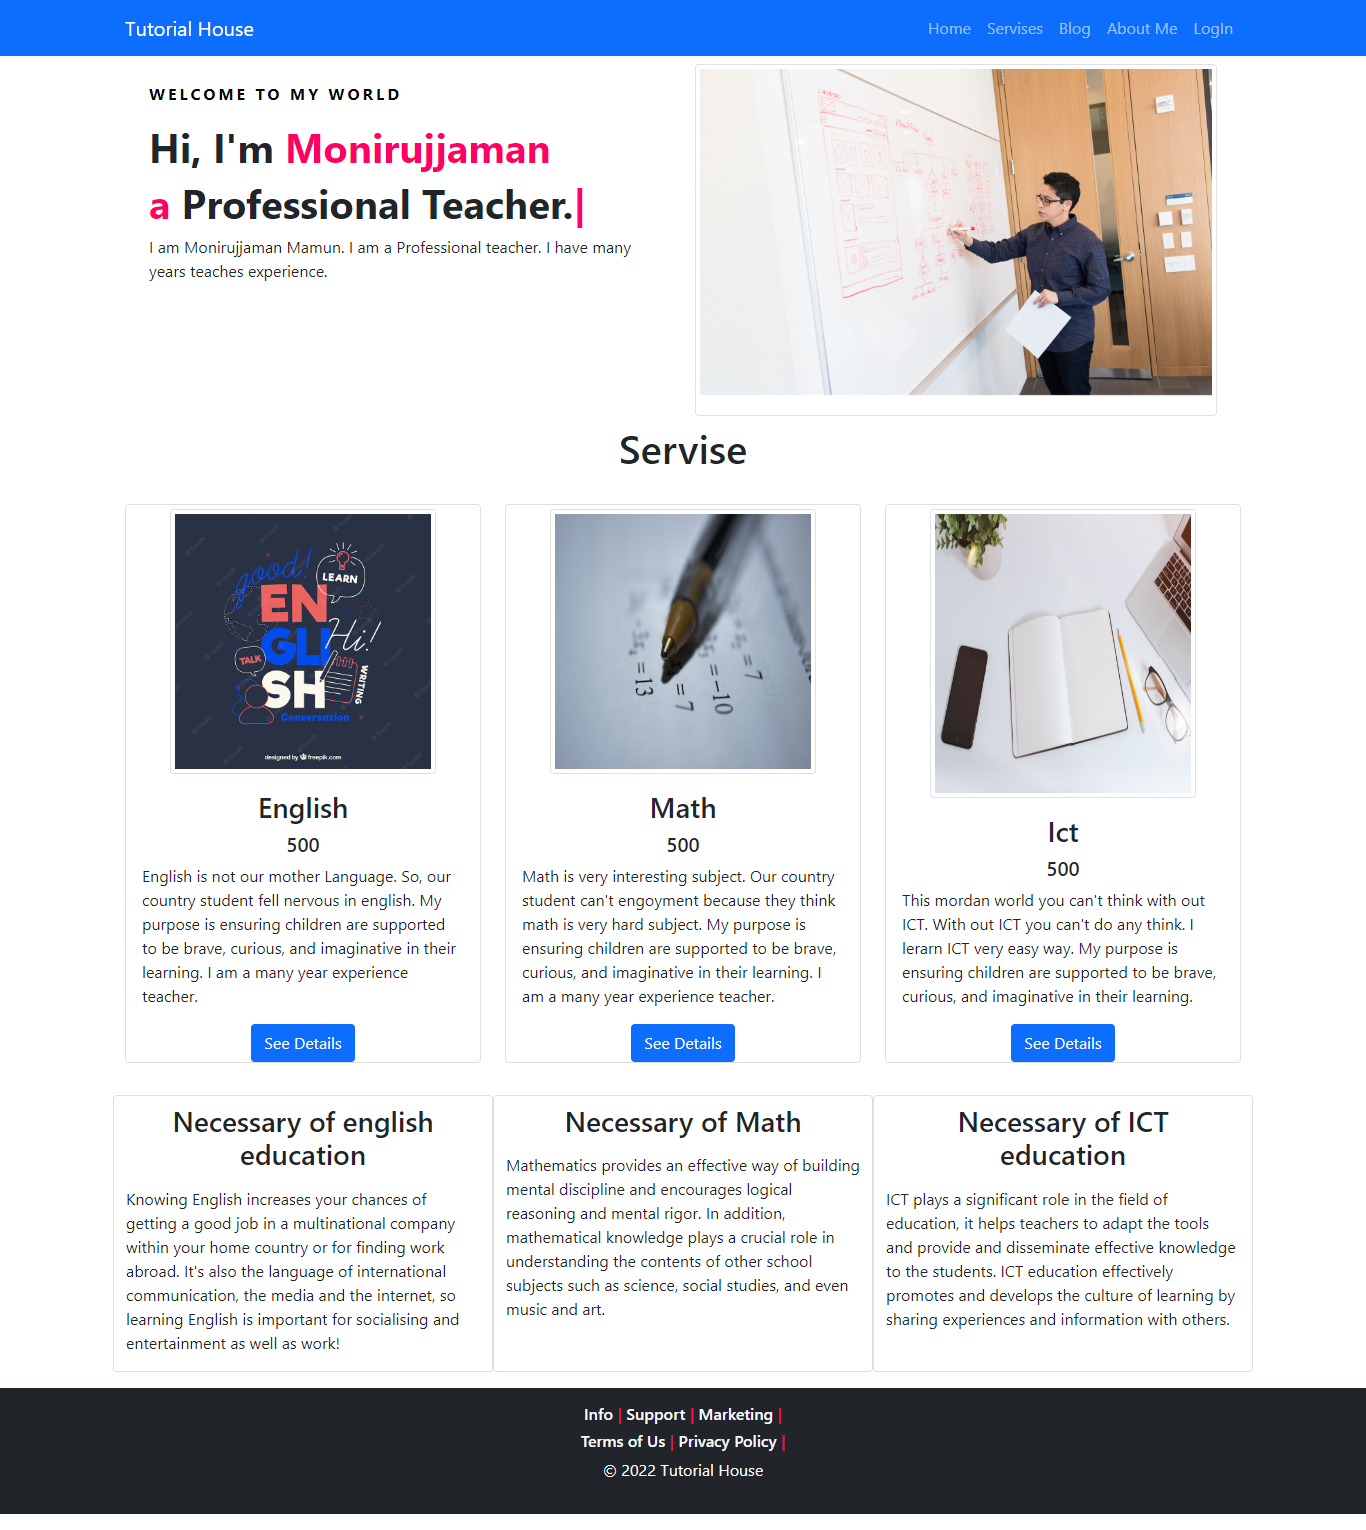 Tutorial House
Home Servises Blog About Me LogIn
WELCOME TO MY WORLD
Hi, I'm Monirujjaman
a Professional Teacher.|
I am Monirujjaman Mamun. I am a Professional teacher. I have many
years teaches experience.
Servise
good!
LEARN
EN
GLI
Hi!
TALK
SH
WRITING
Conversation
designed by freepik.com
English
500
English is not our mother Language. So, our
country student fell nervous in english. My
purpose is ensuring children are supported
to be brave, curious, and imaginative in their
learning. I am a many year experience
teacher.
See Details
=13
=7
=-10
=7
Math
500
Math is very interesting subject. Our country
student can't engoyment because they think
math is very hard subject. My purpose is
ensuring children are supported to be brave,
curious, and imaginative in their learning. I
am a many year experience teacher.
See Details
Ict
500
This mordan world you can't think with out
ICT. With out ICT you can't do any think. I
lerarn ICT very easy way. My purpose is
ensuring children are supported to be brave,
curious, and imaginative in their learning.
See Details
Necessary of english
education
Knowing English increases your chances of
getting a good job in a multinational company
within your home country or for finding work
abroad. It's also the language of international
communication, the media and the internet, so
learning English is important for socialising and
entertainment as well as work!
Necessary of Math
Mathematics provides an effective way of building
mental discipline and encourages logical
reasoning and mental rigor. In addition,
mathematical knowledge plays a crucial role in
understanding the contents of other school
subjects such as science, social studies, and even
music and art.
Necessary of ICT
education
ICT plays a significant role in the field of
education, it helps teachers to adapt the tools
and provide and disseminate effective knowledge
to the students. ICT education effectively
promotes and develops the culture of learning by
sharing experiences and information with others.
Info | Support | Marketing |
Terms of Us | Privacy Policy |
© 2022 Tutorial House